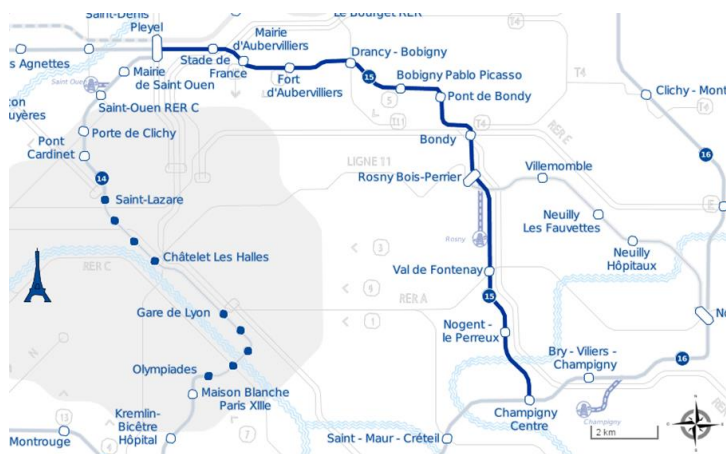 Saint-Denis
Pleyel
Le Bourget RER
Mairie
d'Aubervilliers
T4
s Agnettes
Stade de
France
Drancy - Bobigny
Mairie
de Saint Ouen
Fort
d'Aubervilliers
15
Bobigny Pablo Picasso
T4
Saint Ouen
Saint-Ouen RER C
5
Pont de Bondy
Clichy - Mont
Porte de Clichy
T11
T4
RER E
Pont
Cardinet
Bondy
16
14
LIGNE 11
Villemomble
Rosny Bois-Perrier
Saint-Lazare
E
Neuilly
Les Fauvettes
Rosny
Neuilly
Hôpitaux
3
Châtelet Les Halles
RER C
Val de Fontenay
RER A
15
1
Gare de Lyon
Nogent -
le Perreux
N
Bry - Viliers -
Champigny
16
Olympiades
Maison Blanche
Paris XIIIe
Kremlin-
Bicêtre
Hôpital
Champigny
Centre
Champigny
13
4
7
Montrouge
Saint - Maur - Créteil
2 km